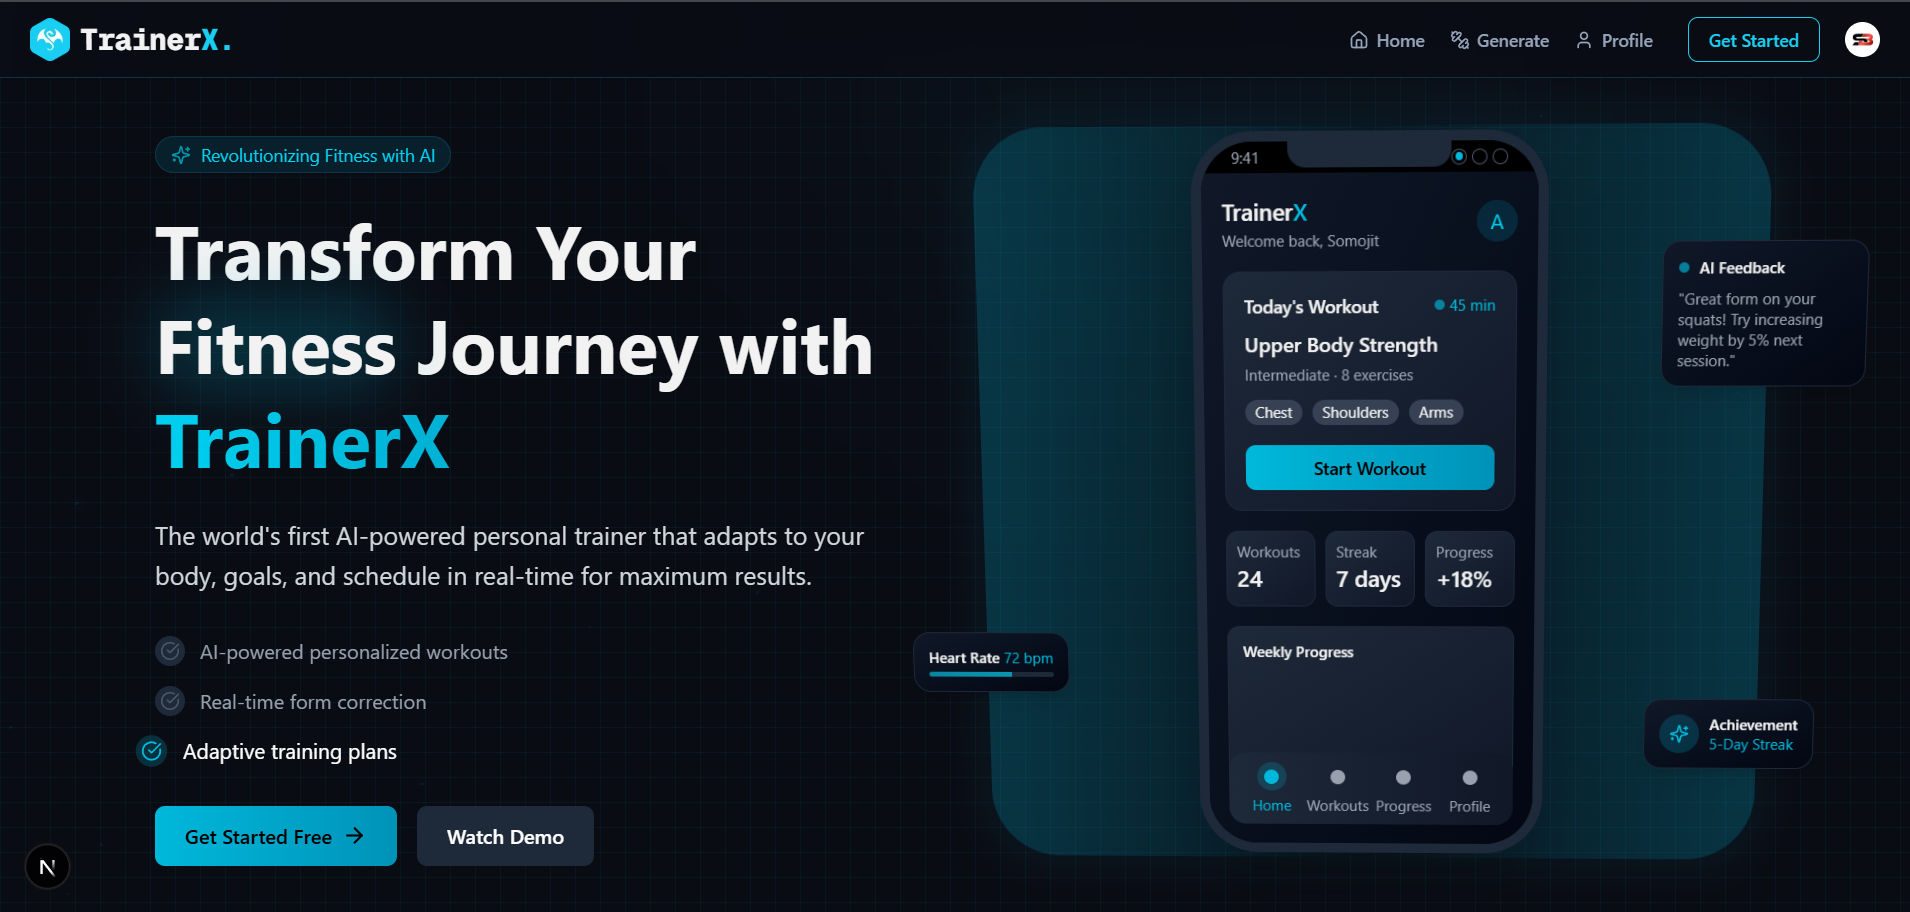 TrainerX.
Home
Generate
Profile
Get Started
SB
Revolutionizing Fitness with AI
Transform Your
Fitness Journey with
TrainerX
The world's first AI-powered personal trainer that adapts to your
body, goals, and schedule in real-time for maximum results.
AI-powered personalized workouts
Real-time form correction
Adaptive training plans
Get Started Free
Watch Demo
N
9:41
TrainerX
A
Welcome back, Somojit
Today's Workout
45 min
Upper Body Strength
Intermediate · 8 exercises
Chest
Shoulders
Arms
Start Workout
Workouts
24
Streak
7 days
Progress
+18%
Weekly Progress
Home
Workouts
Progress
Profile
Heart Rate 72 bpm
AI Feedback
"Great form on your
squats! Try increasing
weight by 5% next
session."
Achievement
5-Day Streak